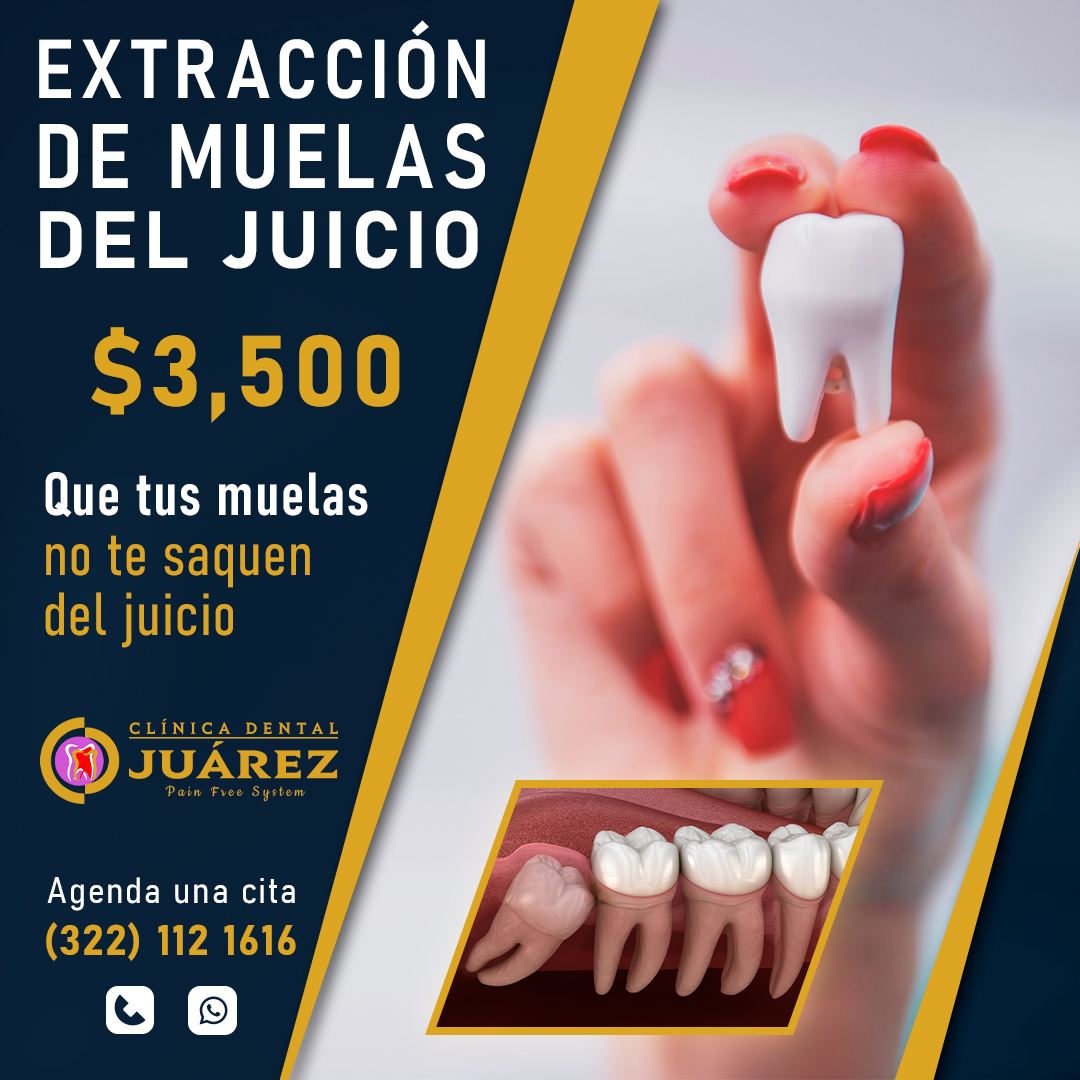 EXTRACCIÓN
DE MUELAS
DEL JUICIO
$3,500
Que tus muelas
no te saquen
del juicio
CLÍNICA DENTAL
JUÁREZ
Pain Free System
Agenda una cita
(322) 112 1616